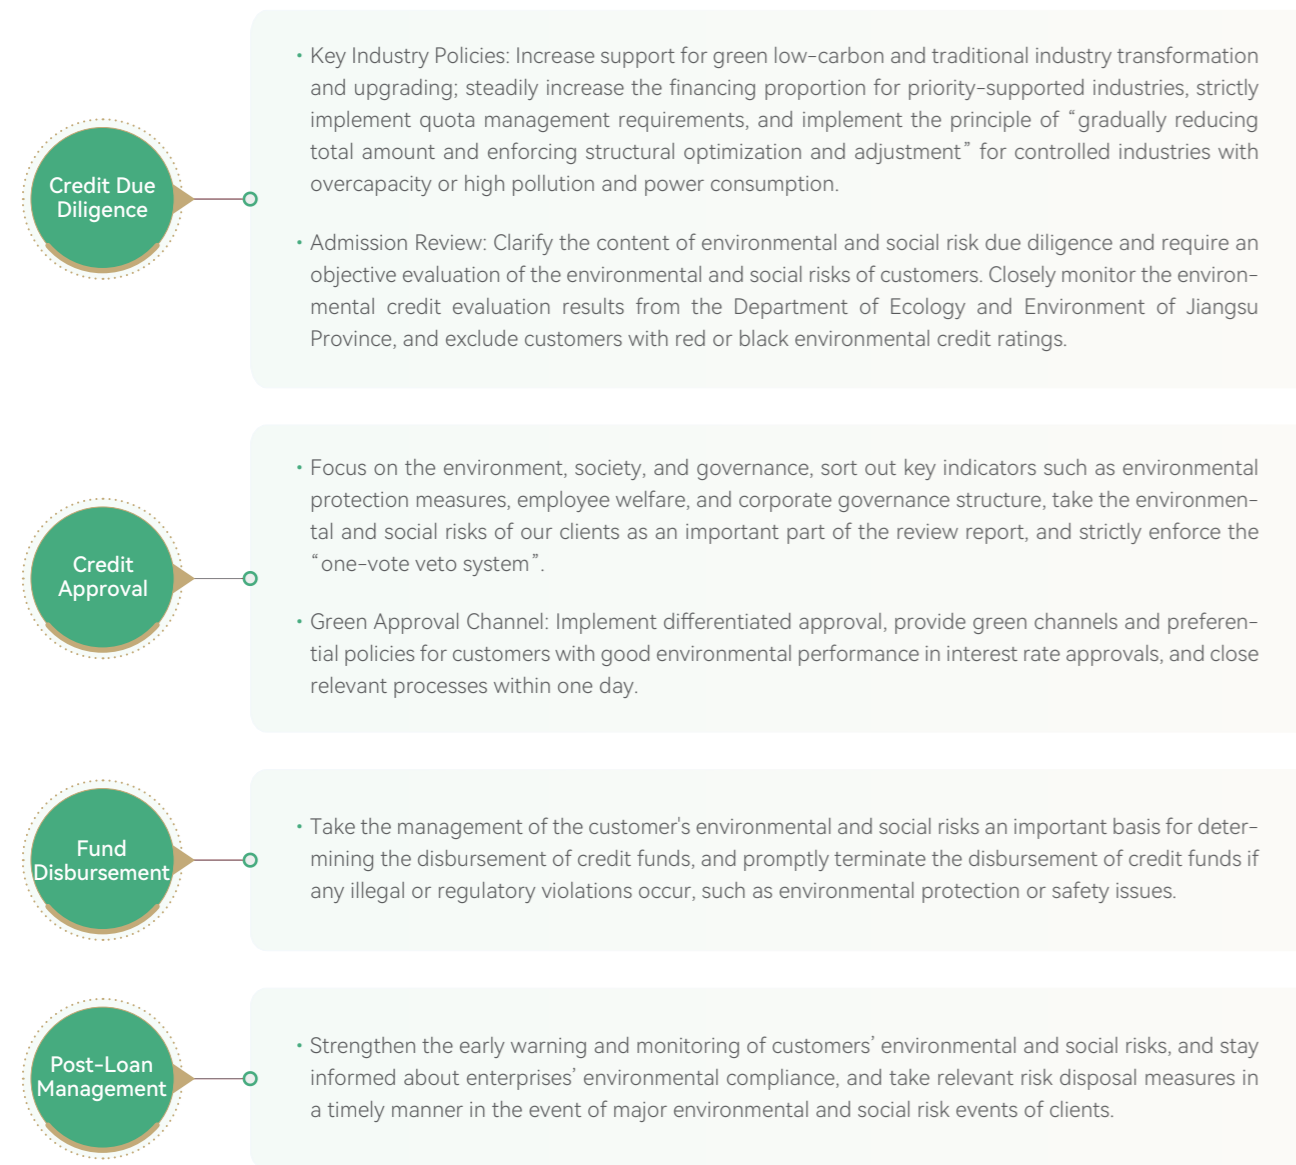 Credit Due
Diligence
• Key Industry Policies: Increase support for green low-carbon and traditional industry transformation
and upgrading; steadily increase the financing proportion for priority-supported industries, strictly
implement quota management requirements, and implement the principle of “gradually reducing
total amount and enforcing structural optimization and adjustment” for controlled industries with
overcapacity or high pollution and power consumption.
• Admission Review: Clarify the content of environmental and social risk due diligence and require an
objective evaluation of the environmental and social risks of customers. Closely monitor the environ-
mental credit evaluation results from the Department of Ecology and Environment of Jiangsu
Province, and exclude customers with red or black environmental credit ratings.
Credit
Approval
• Focus on the environment, society, and governance, sort out key indicators such as environmental
protection measures, employee welfare, and corporate governance structure, take the environmen-
tal and social risks of our clients as an important part of the review report, and strictly enforce the
“one-vote veto system”.
• Green Approval Channel: Implement differentiated approval, provide green channels and preferen-
tial policies for customers with good environmental performance in interest rate approvals, and close
relevant processes within one day.
Fund
Disbursement
• Take the management of the customer's environmental and social risks an important basis for deter-
mining the disbursement of credit funds, and promptly terminate the disbursement of credit funds if
any illegal or regulatory violations occur, such as environmental protection or safety issues.
Post-Loan
Management
• Strengthen the early warning and monitoring of customers’ environmental and social risks, and stay
informed about enterprises’ environmental compliance, and take relevant risk disposal measures in
a timely manner in the event of major environmental and social risk events of clients.